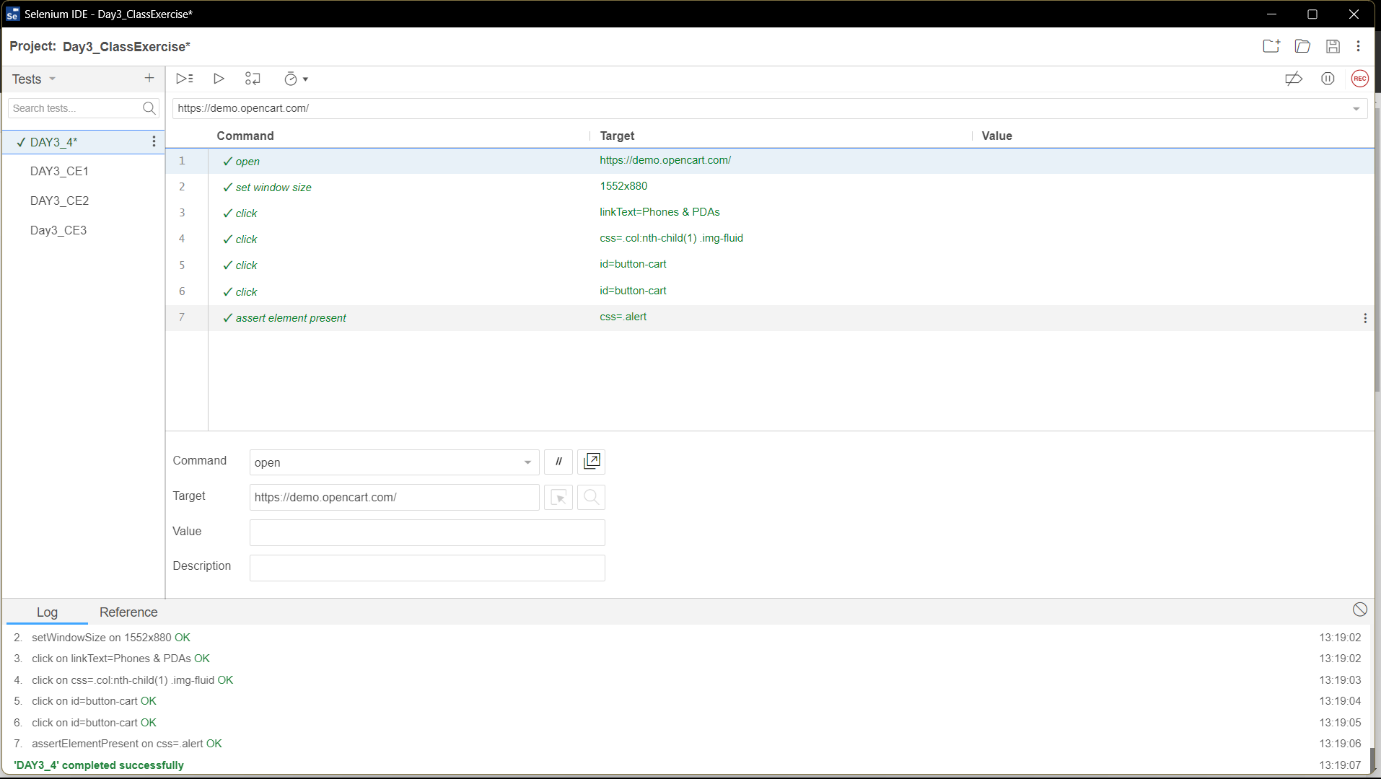 Se Selenium IDE - Day3_ClassExercise*
Project: Day3_ClassExercise*
Tests
Search tests...
✓ DAY3_4*
DAY3_CE1
DAY3_CE2
Day3_CE3
REC
https://demo.opencart.com/
Command Target Value
1 ✓ open https://demo.opencart.com/
2 ✓ set window size 1552x880
3 ✓ click linkText=Phones & PDAs
4 ✓ click css=.col:nth-child(1) .img-fluid
5 ✓ click id=button-cart
6 ✓ click id=button-cart
7 ✓ assert element present css=.alert
Command open //
Target https://demo.opencart.com/
Value
Description
Log Reference
2. setWindowSize on 1552x880 OK 13:19:02
3. click on linkText=Phones & PDAs OK 13:19:02
4. click on css=.col:nth-child(1) .img-fluid OK 13:19:03
5. click on id=button-cart OK 13:19:04
6. click on id=button-cart OK 13:19:05
7. assertElementPresent on css=.alert OK 13:19:06
'DAY3_4' completed successfully 13:19:07